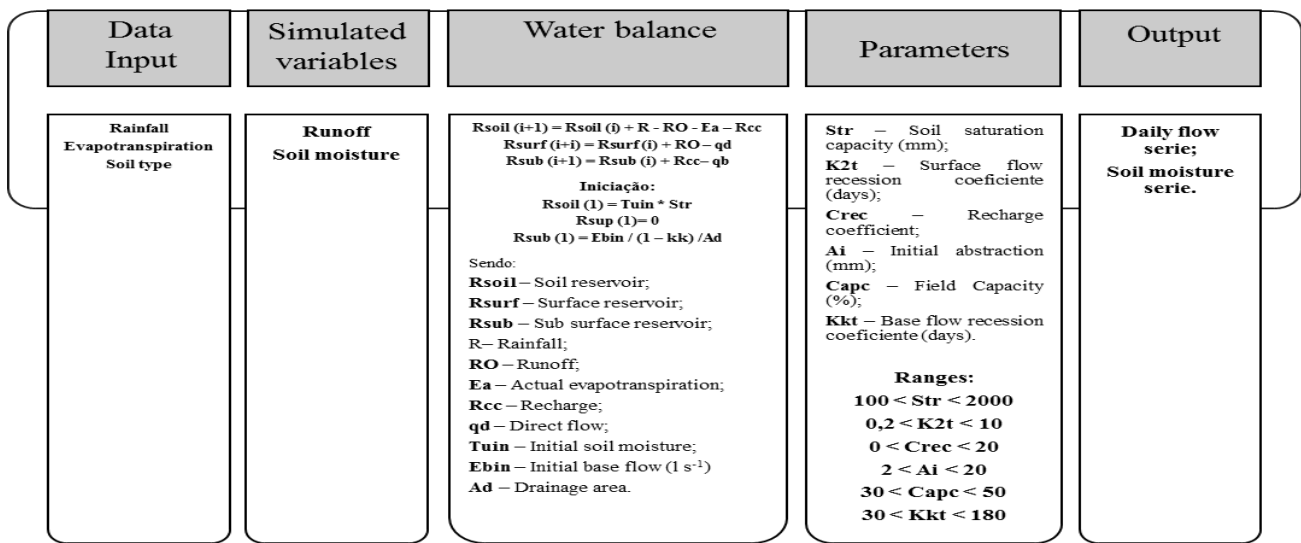 Data
Input
Simulated
variables
Water balance
Parameters
Output
Rainfall
Evapotranspiration
Soil type
Runoff
Soil moisture
Rsoil (i+1) = Rsoil (i) + R - RO - Ea – Rcc
Rsurf (i+i) = Rsurf (i) + RO – qd
Rsub (i+1) = Rsub (i) + Rcc– qb
Iniciação:
Rsoil (1) = Tuin * Str
Rsup (1)= 0
Rsub (1) = Ebin / (1 – kk) /Ad
Sendo:
Rsoil – Soil reservoir;
Rsurf – Surface reservoir;
Rsub – Sub surface reservoir;
R– Rainfall;
RO – Runoff;
Ea – Actual evapotranspiration;
Rcc – Recharge;
qd – Direct flow;
Tuin – Initial soil moisture;
Ebin – Initial base flow (l s⁻¹)
Ad – Drainage area.
Str – Soil saturation
capacity (mm);
K2t – Surface flow
recession coeficiente
(days);
Crec – Recharge
coefficient;
Ai – Initial abstraction
(mm);
Capc – Field Capacity
(%);
Kkt – Base flow recession
coeficiente (days).
Ranges:
100 < Str < 2000
0,2 < K2t < 10
0 < Crec < 20
2 < Ai < 20
30 < Capc < 50
30 < Kkt < 180
Daily flow
serie;
Soil moisture
serie.